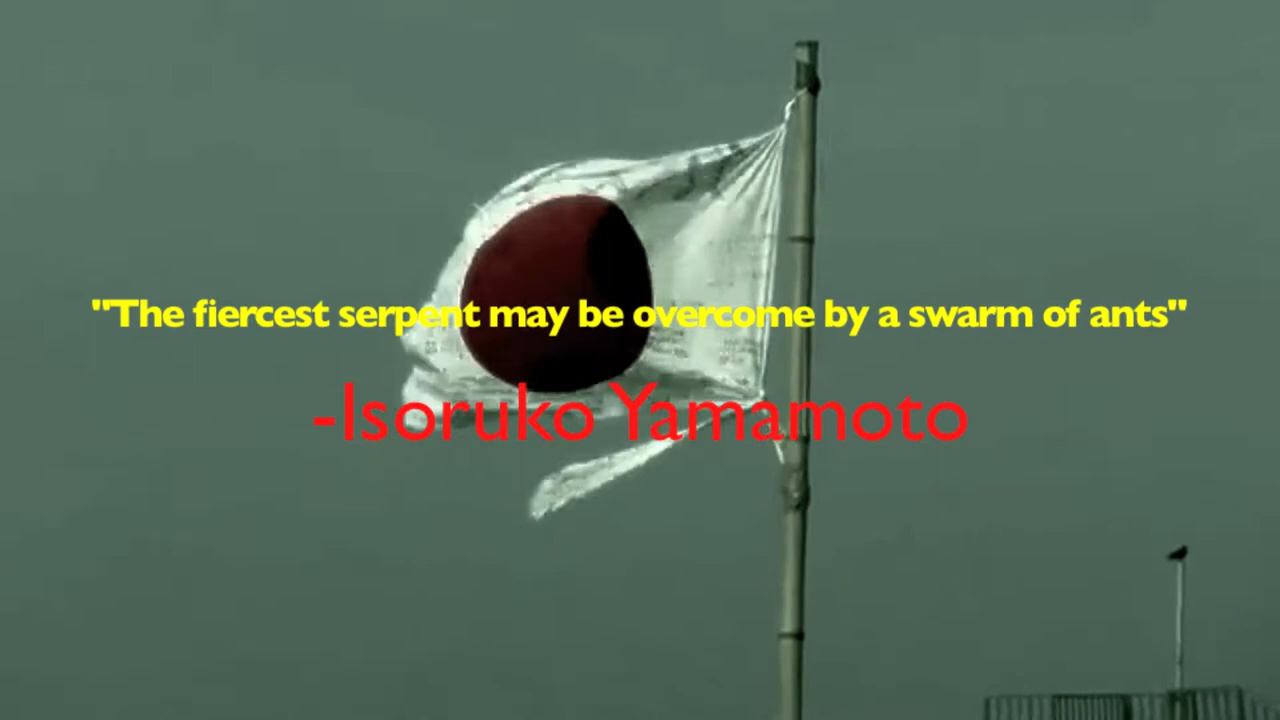 "The fiercest serpent may be overcome by a swarm of ants"
-Isoruko Yamamoto